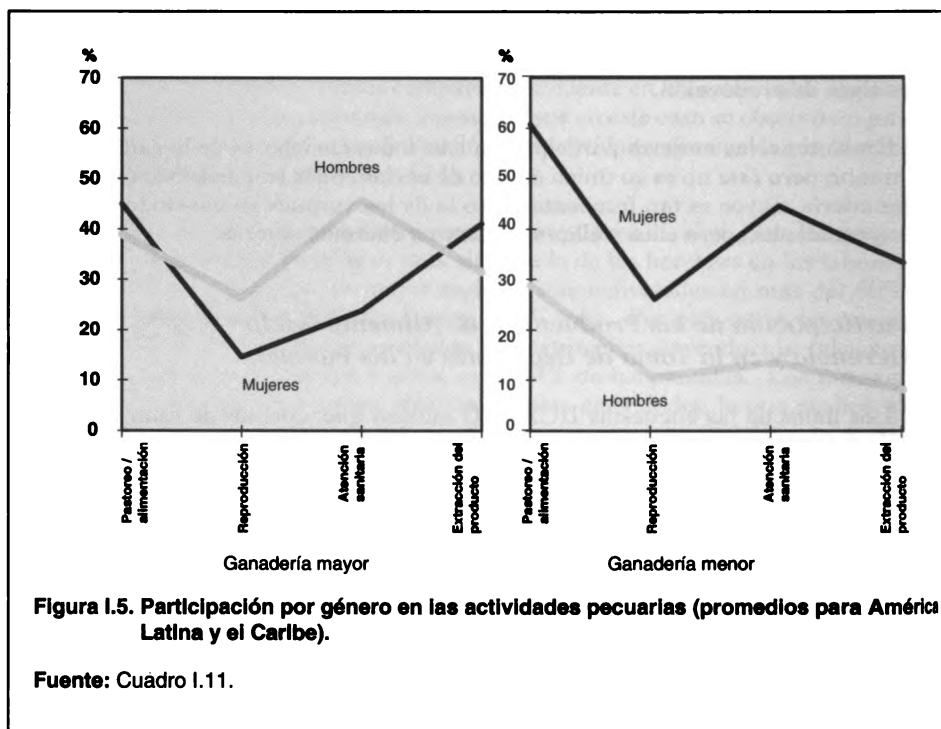 %
70
60
50
40
30
20
10
0
Hombres
Mujeres
Pastoreo /
alimentación
Reproducción
Atención
sanitaria
Extracción del
producto
Ganadería mayor
%
70
60
50
40
30
20
10
0
Mujeres
Hombres
Pastoreo /
alimentación
Reproducción
Atención
sanitaria
Extracción del
producto
Ganadería menor
Figura I.5. Participación por género en las actividades pecuarias (promedios para América
Latina y el Caribe).
Fuente: Cuadro I.11.